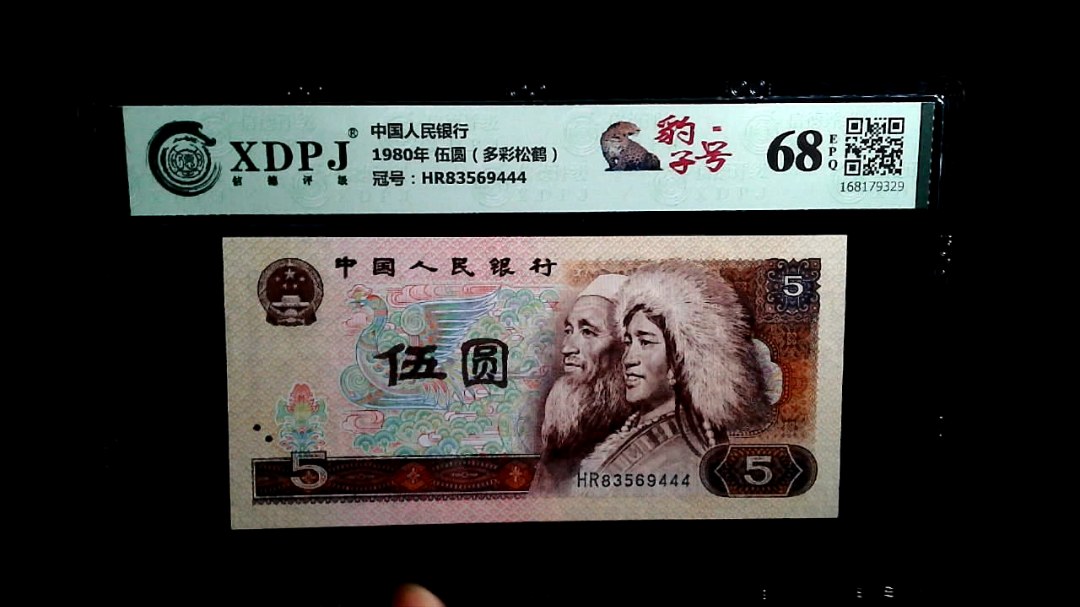 XDPJ®
信德评级
中国人民银行
1980年 伍圆（多彩松鹤）
冠号：HR83569444
豹子号
68
EPQ
168179329
中国人民银行
5
伍圆
5
HR83569444
5